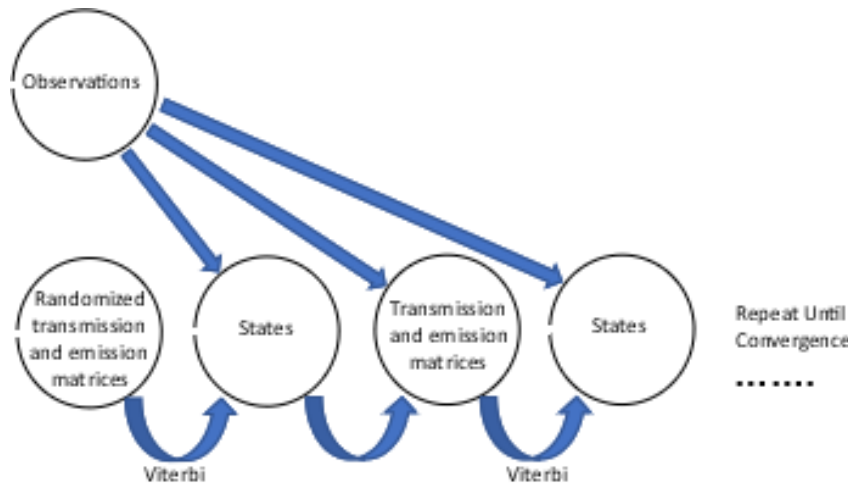 Observations
Randomized
transmission
and emission
matrices
States
Transmission
and emission
matrices
States
Repeat Until
Convergence
.......
Viterbi
Viterbi